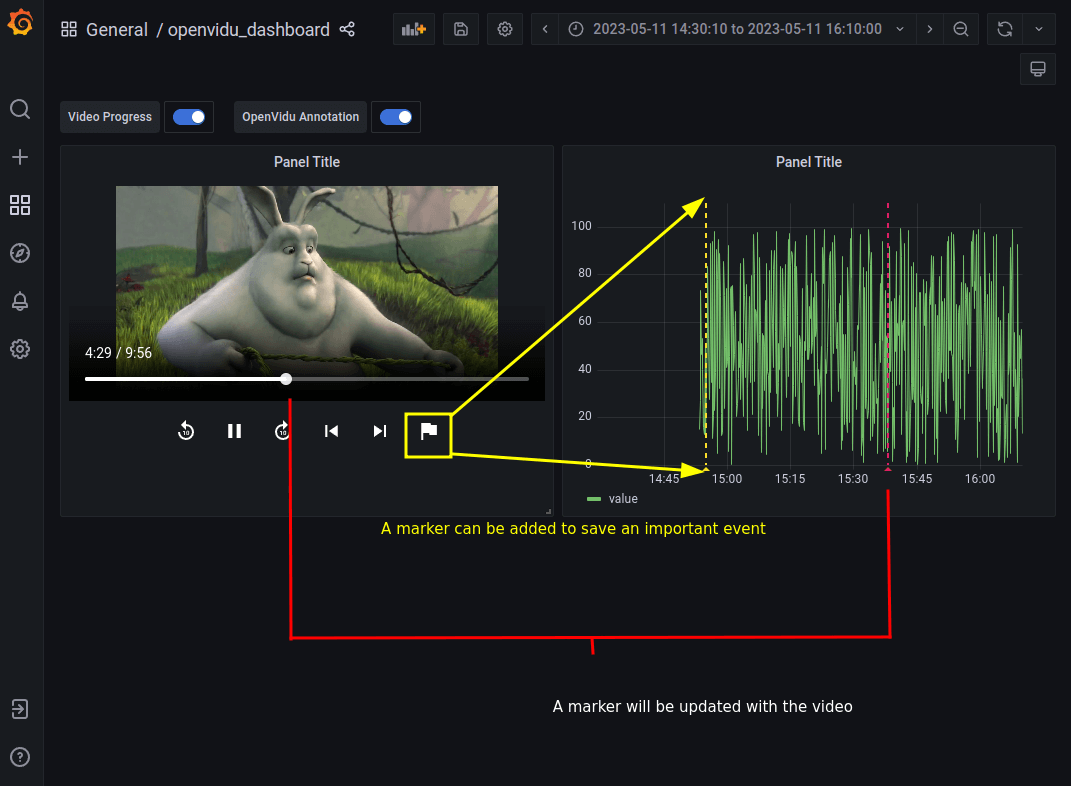 General / openvidu_dashboard
2023-05-11 14:30:10 to 2023-05-11 16:10:00
Video Progress
OpenVidu Annotation
Panel Title
4:29 / 9:56
10
10
Panel Title
100
80
60
40
20
0
14:45 15:00 15:15 15:30 15:45 16:00
value
A marker can be added to save an important event
A marker will be updated with the video